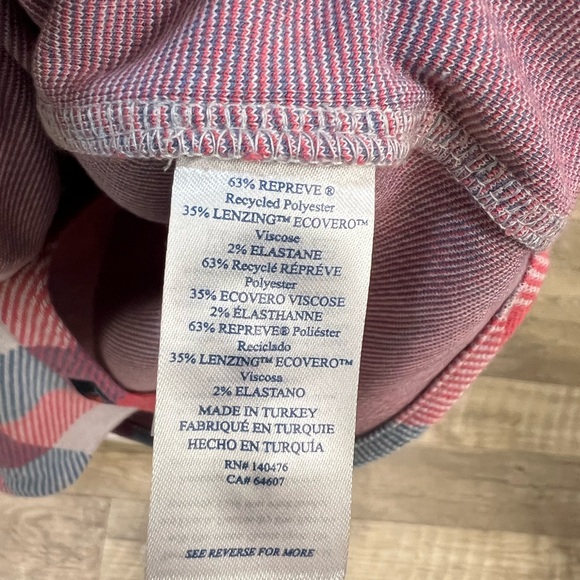 63% REPREVE ®
Recycled Polyester
35% LENZING™ ECOVERO™
Viscose
2% ELASTANE
63% Recyclé RÉPRÉVE
Polyester
35% ECOVERO VISCOSE
2% ÉLASTHANNE
63% REPREVE® Poliéster
Reciclado
35% LENZING™ ECOVERO™
Viscosa
2% ELASTANO
MADE IN TURKEY
FABRIQUÉ EN TURQUIE
HECHO EN TURQUÍA
RN# 140476
CA# 64607
SEE REVERSE FOR MORE